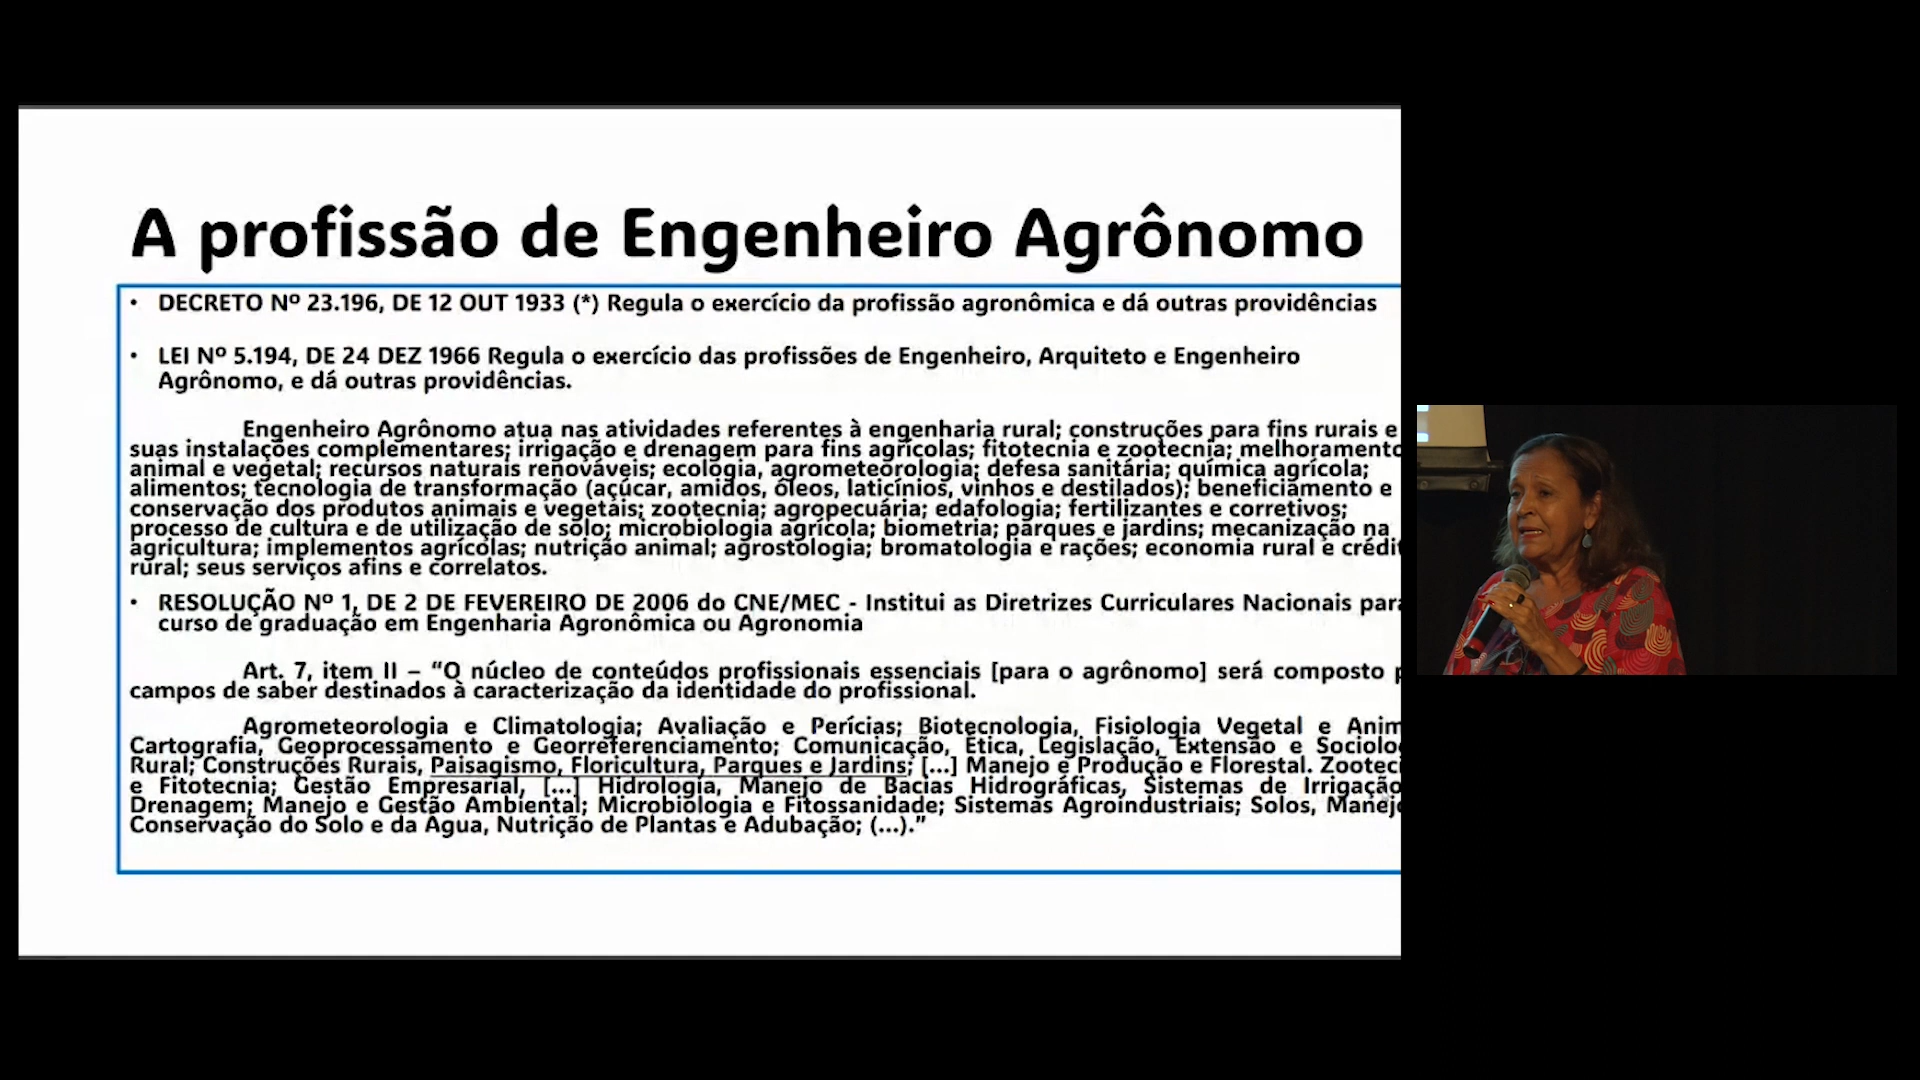 A profissão de Engenheiro Agrônomo
• DECRETO Nº 23.196, DE 12 OUT 1933 (*) Regula o exercício da profissão agronômica e dá outras providências
• LEI Nº 5.194, DE 24 DEZ 1966 Regula o exercício das profissões de Engenheiro, Arquiteto e Engenheiro
Agrônomo, e dá outras providências.
Engenheiro Agrônomo atua nas atividades referentes à engenharia rural; construções para fins rurais e
suas instalações complementares; irrigação e drenagem para fins agrícolas; fitotecnia e zootecnia; melhoramento
animal e vegetal; recursos naturais renováveis; ecologia, agrometeorologia; defesa sanitária; química agrícola;
alimentos; tecnologia de transformação (açúcar, amidos, óleos, laticínios, vinhos e destilados); beneficiamento e
conservação dos produtos animais e vegetais; zootecnia; agropecuária; edafologia; fertilizantes e corretivos;
processo de cultura e de utilização de solo; microbiologia agrícola; biometria; parques e jardins; mecanização na
agricultura; implementos agrícolas; nutrição animal; agrostologia; bromatologia e rações; economia rural e crédit
rural; seus serviços afins e correlatos.
• RESOLUÇÃO Nº 1, DE 2 DE FEVEREIRO DE 2006 do CNE/MEC - Institui as Diretrizes Curriculares Nacionais para
curso de graduação em Engenharia Agronômica ou Agronomia
Art. 7, item II – “O núcleo de conteúdos profissionais essenciais [para o agrônomo] será composto p
campos de saber destinados à caracterização da identidade do profissional.
Agrometeorologia e Climatologia; Avaliação e Perícias; Biotecnologia, Fisiologia Vegetal e Anim
Cartografia, Geoprocessamento e Georreferenciamento; Comunicação, Ética, Legislação, Extensão e Sociolo
Rural; Construções Rurais, Paisagismo, Floricultura, Parques e Jardins; [...] Manejo e Produção e Florestal. Zooteci
e Fitotecnia; Gestão Empresarial, [...] Hidrologia, Manejo de Bacias Hidrográficas, Sistemas de Irrigação
Drenagem; Manejo e Gestão Ambiental; Microbiologia e Fitossanidade; Sistemas Agroindustriais; Solos, Manejo
Conservação do Solo e da Água, Nutrição de Plantas e Adubação; (...).”